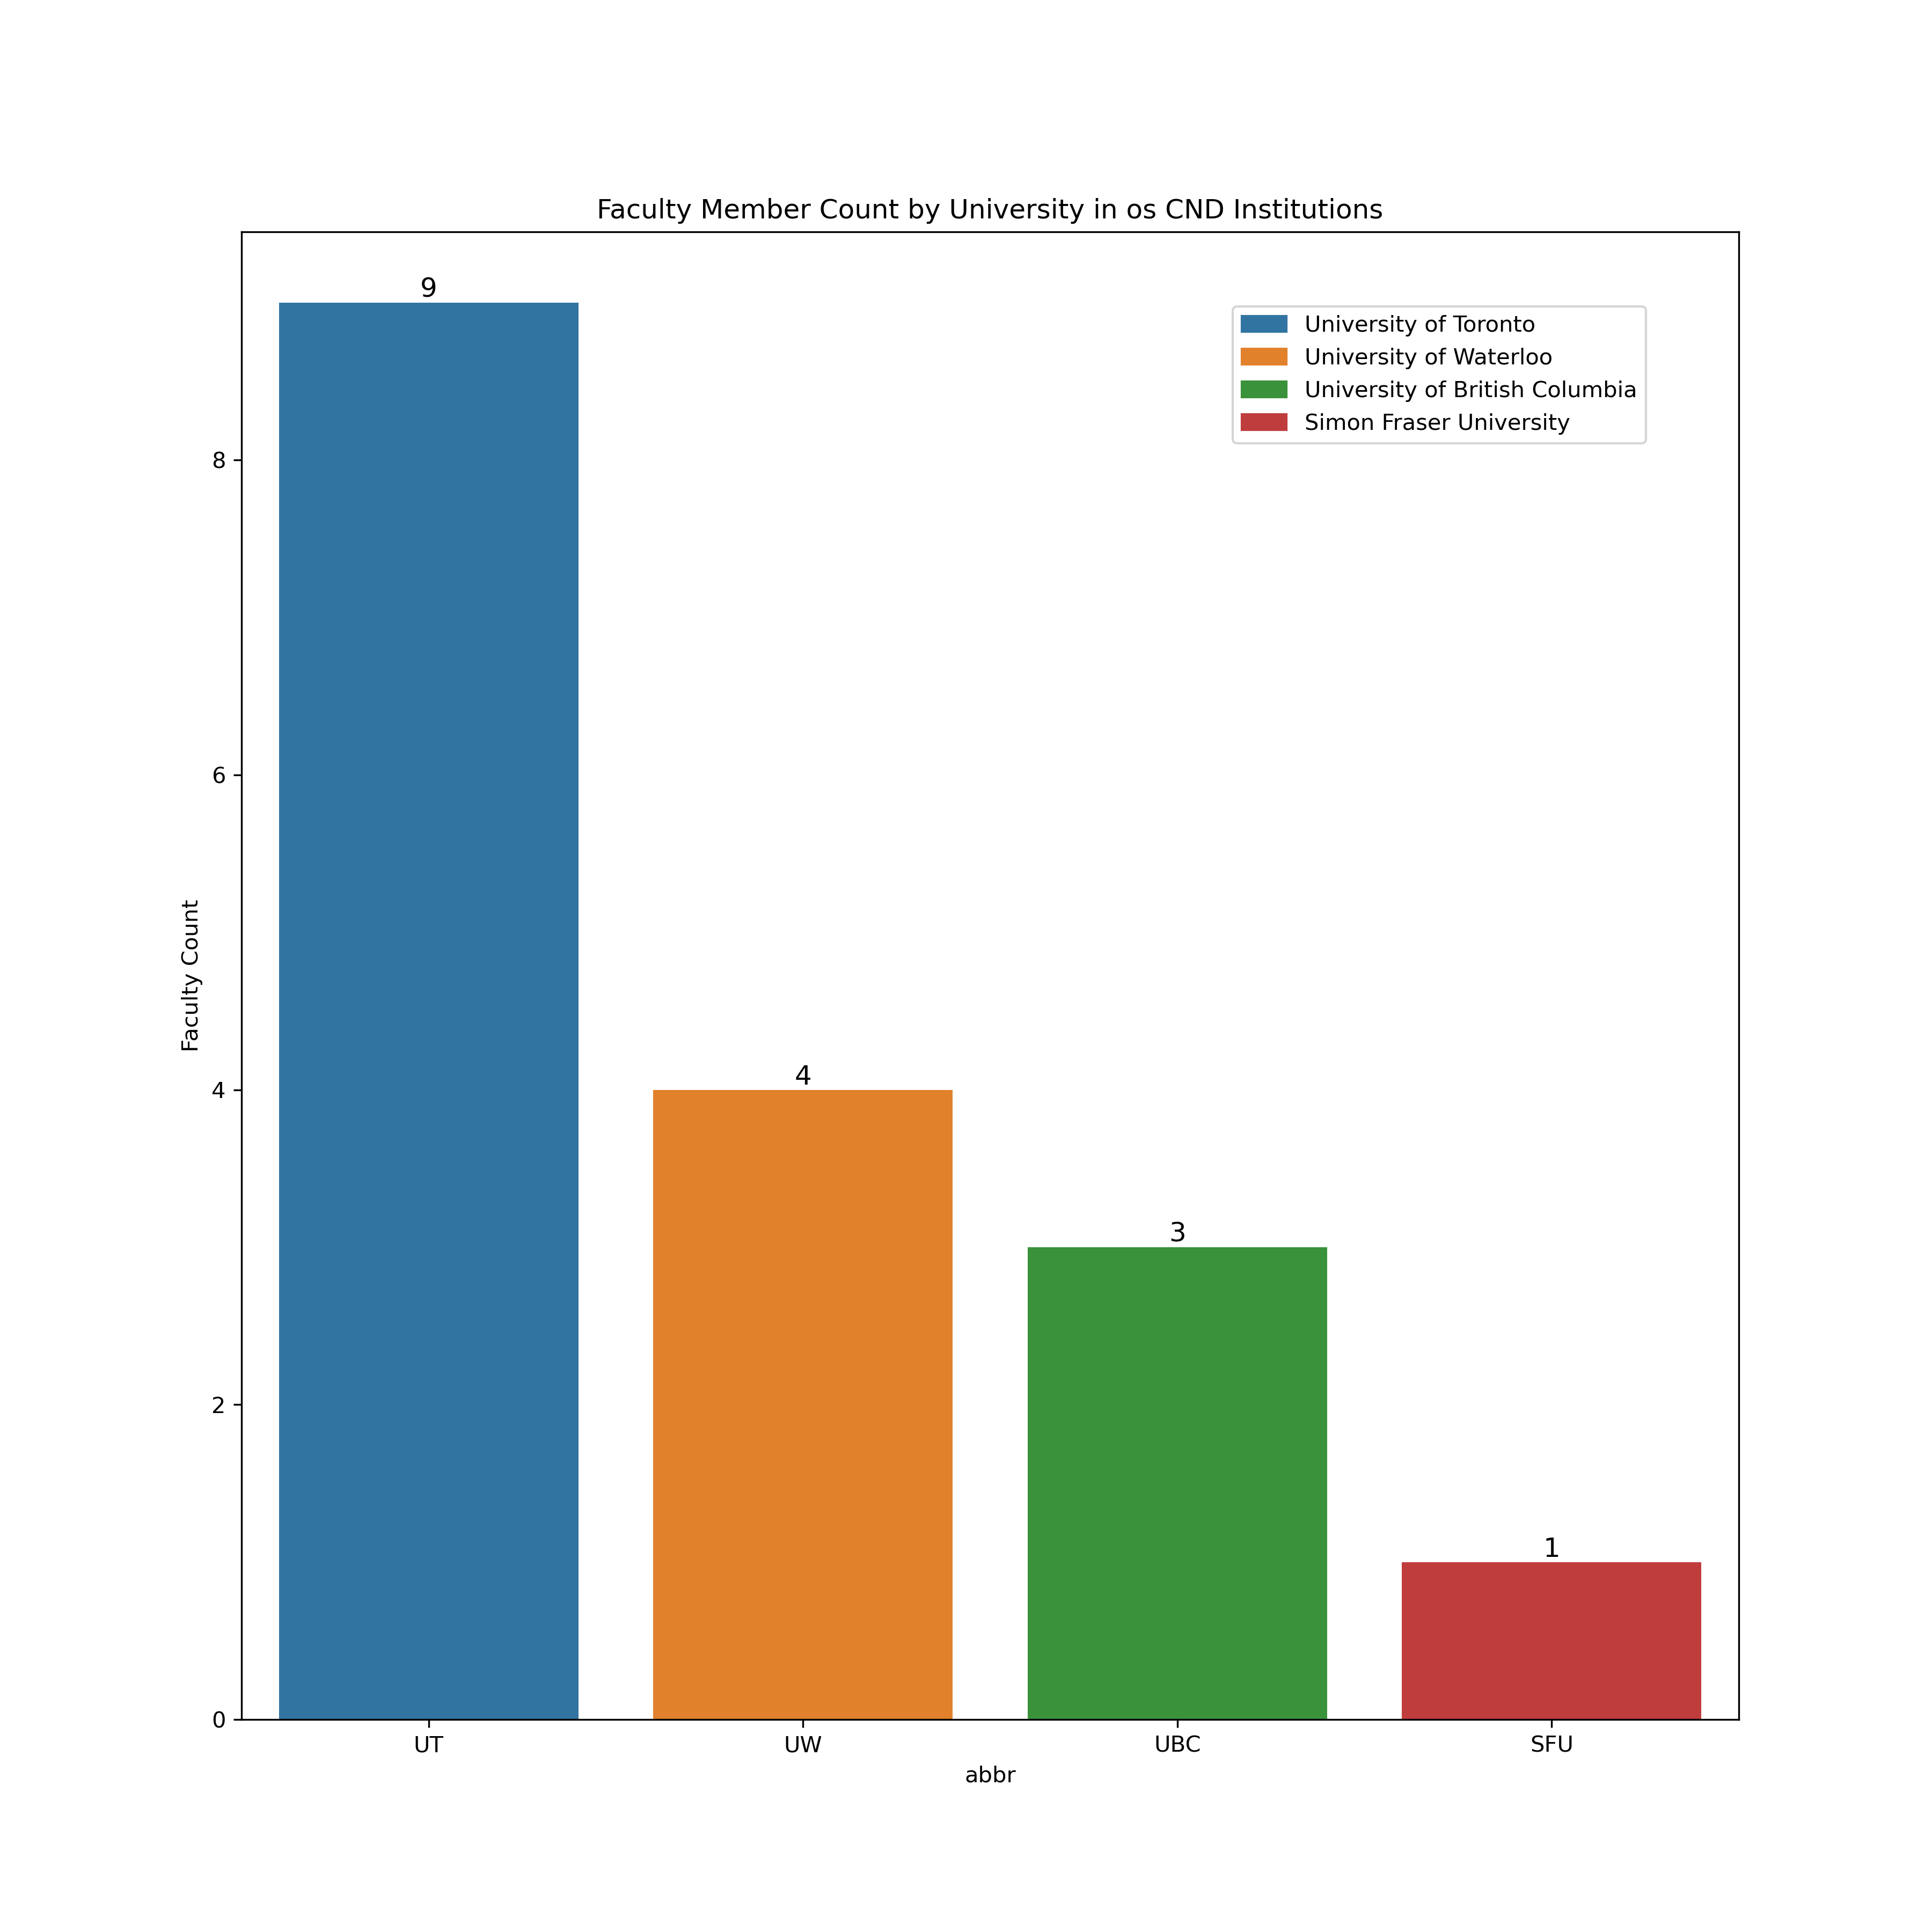 Faculty Member Count by University in os CND Institutions
9
University of Toronto
University of Waterloo
University of British Columbia
Simon Fraser University
8
6
Faculty Count
4
4
3
2
1
0
UT
UW
UBC
SFU
abbr